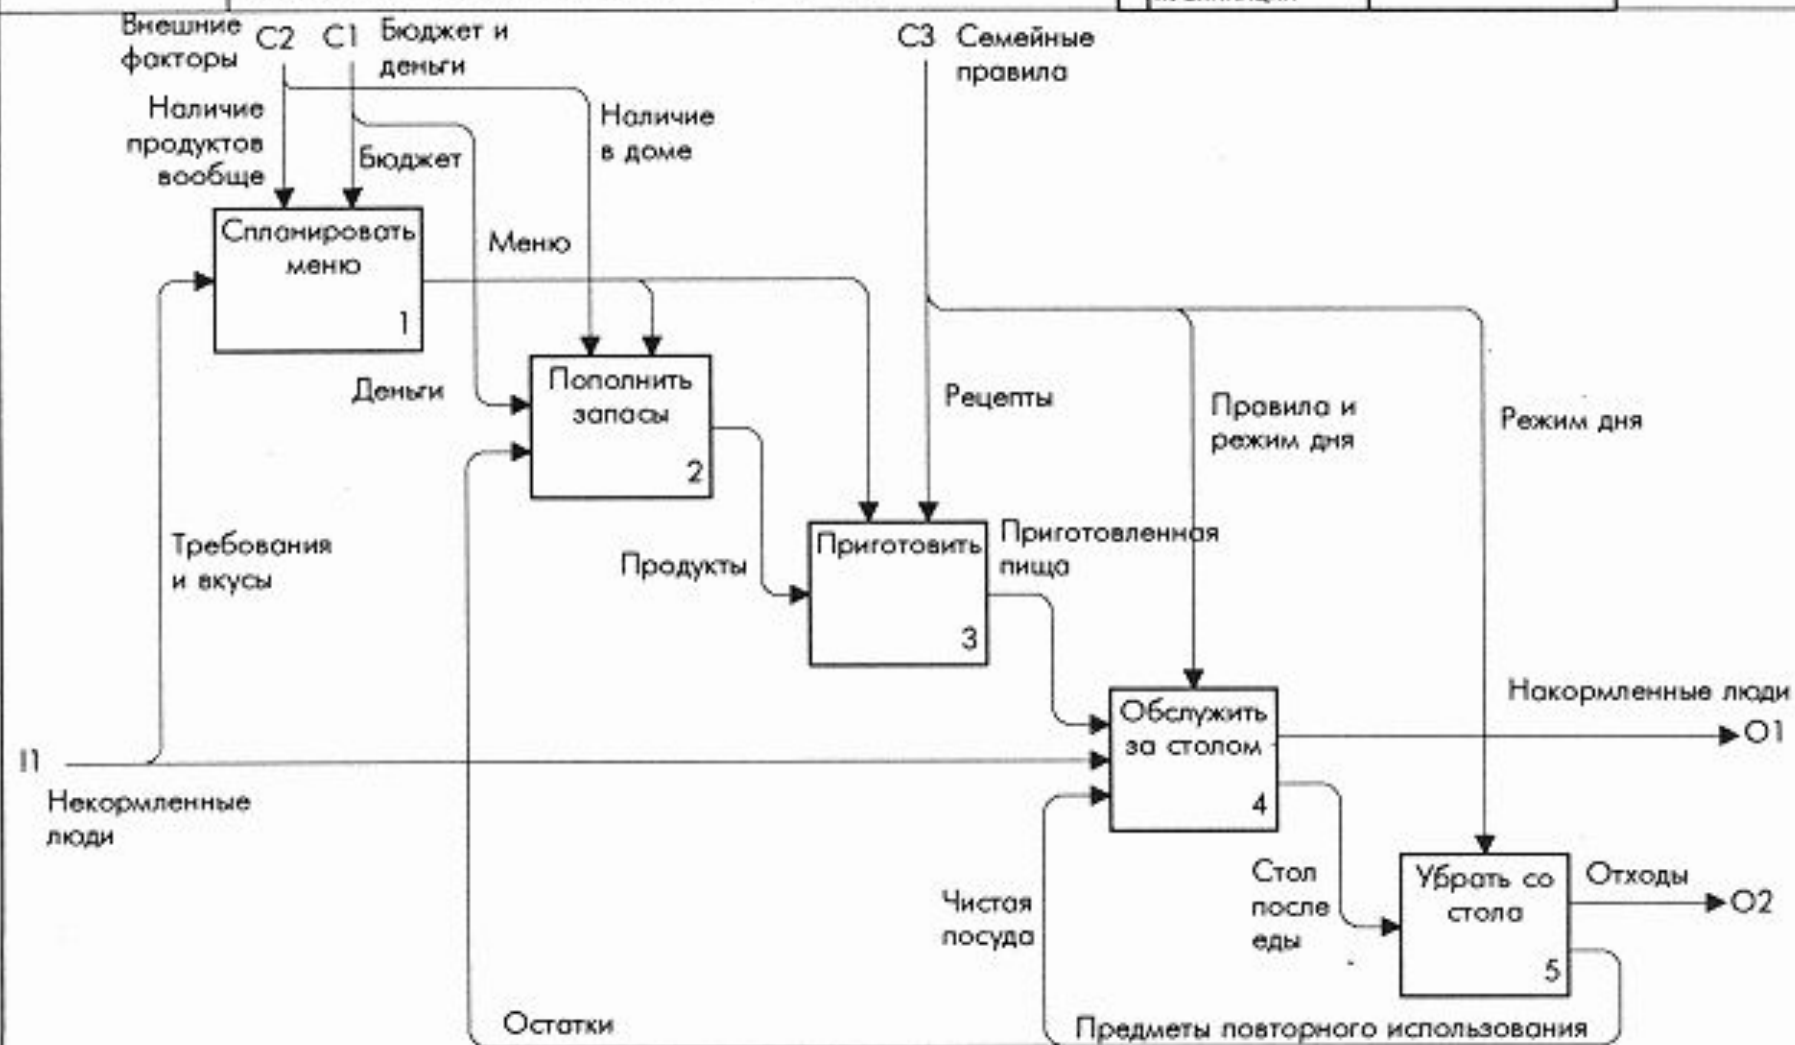 Внешние
факторы
C2
C1
Бюджет и
деньги
C3
Семейные
правила
Наличие
продуктов
вообще
Бюджет
Наличие
в доме
Спланировать
меню
1
Меню
Деньги
Пополнить
запасы
2
Рецепты
Правила и
режим дня
Режим дня
Требования
и вкусы
Продукты
Приготовить
3
Приготовленная
пища
Обслужить
за столом
4
Накормленные люди
O1
I1
Некормленные
люди
Чистая
посуда
Стол
после
еды
Убрать со
стола
5
Отходы
O2
Остатки
Предметы повторного использования